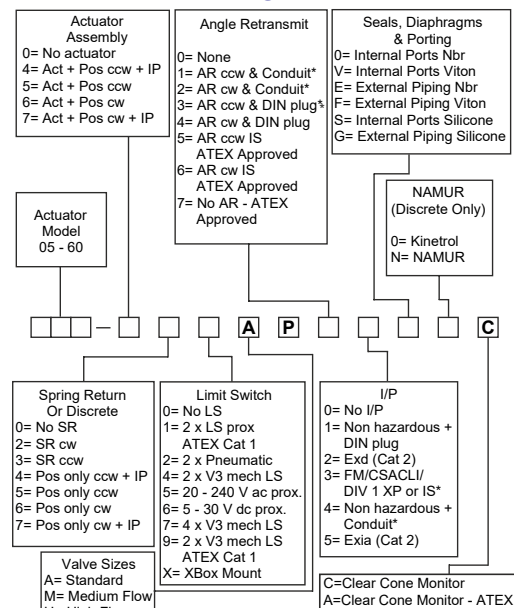 Actuator
Assembly
0= No actuator
4= Act + Pos ccw + IP
5= Act + Pos ccw
6= Act + Pos cw
7= Act + Pos cw + IP
Angle Retransmit
0= None
1= AR ccw & Conduit*
2= AR cw & Conduit*
3= AR ccw & DIN plug*
4= AR cw & DIN plug
5= AR ccw IS
ATEX Approved
6= AR cw IS
ATEX Approved
7= No AR - ATEX
Approved
Seals, Diaphragms
& Porting
0= Internal Ports Nbr
V= Internal Ports Viton
E= External Piping Nbr
F= External Piping Viton
S= Internal Ports Silicone
G= External Piping Silicone
NAMUR
(Discrete Only)
0= Kinetrol
N= NAMUR
Actuator
Model
05 - 60
– A P C
Spring Return
Or Discrete
0= No SR
2= SR cw
3= SR ccw
4= Pos only ccw + IP
5= Pos only ccw
6= Pos only cw
7= Pos only cw + IP
Limit Switch
0= No LS
1= 2 x LS prox
ATEX Cat 1
2= 2 x Pneumatic
4= 2 x V3 mech LS
5= 20 - 240 V ac prox.
6= 5 - 30 V dc prox.
7= 4 x V3 mech LS
9= 2 x V3 mech LS
ATEX Cat 1
X= XBox Mount
I/P
0= No I/P
1= Non hazardous +
DIN plug
2= Exd (Cat 2)
3= FM/CSACLI/
DIV 1 XP or IS*
4= Non hazardous +
Conduit*
5= Exia (Cat 2)
Valve Sizes
A= Standard
M= Medium Flow
C=Clear Cone Monitor
A=Clear Cone Monitor - ATEX